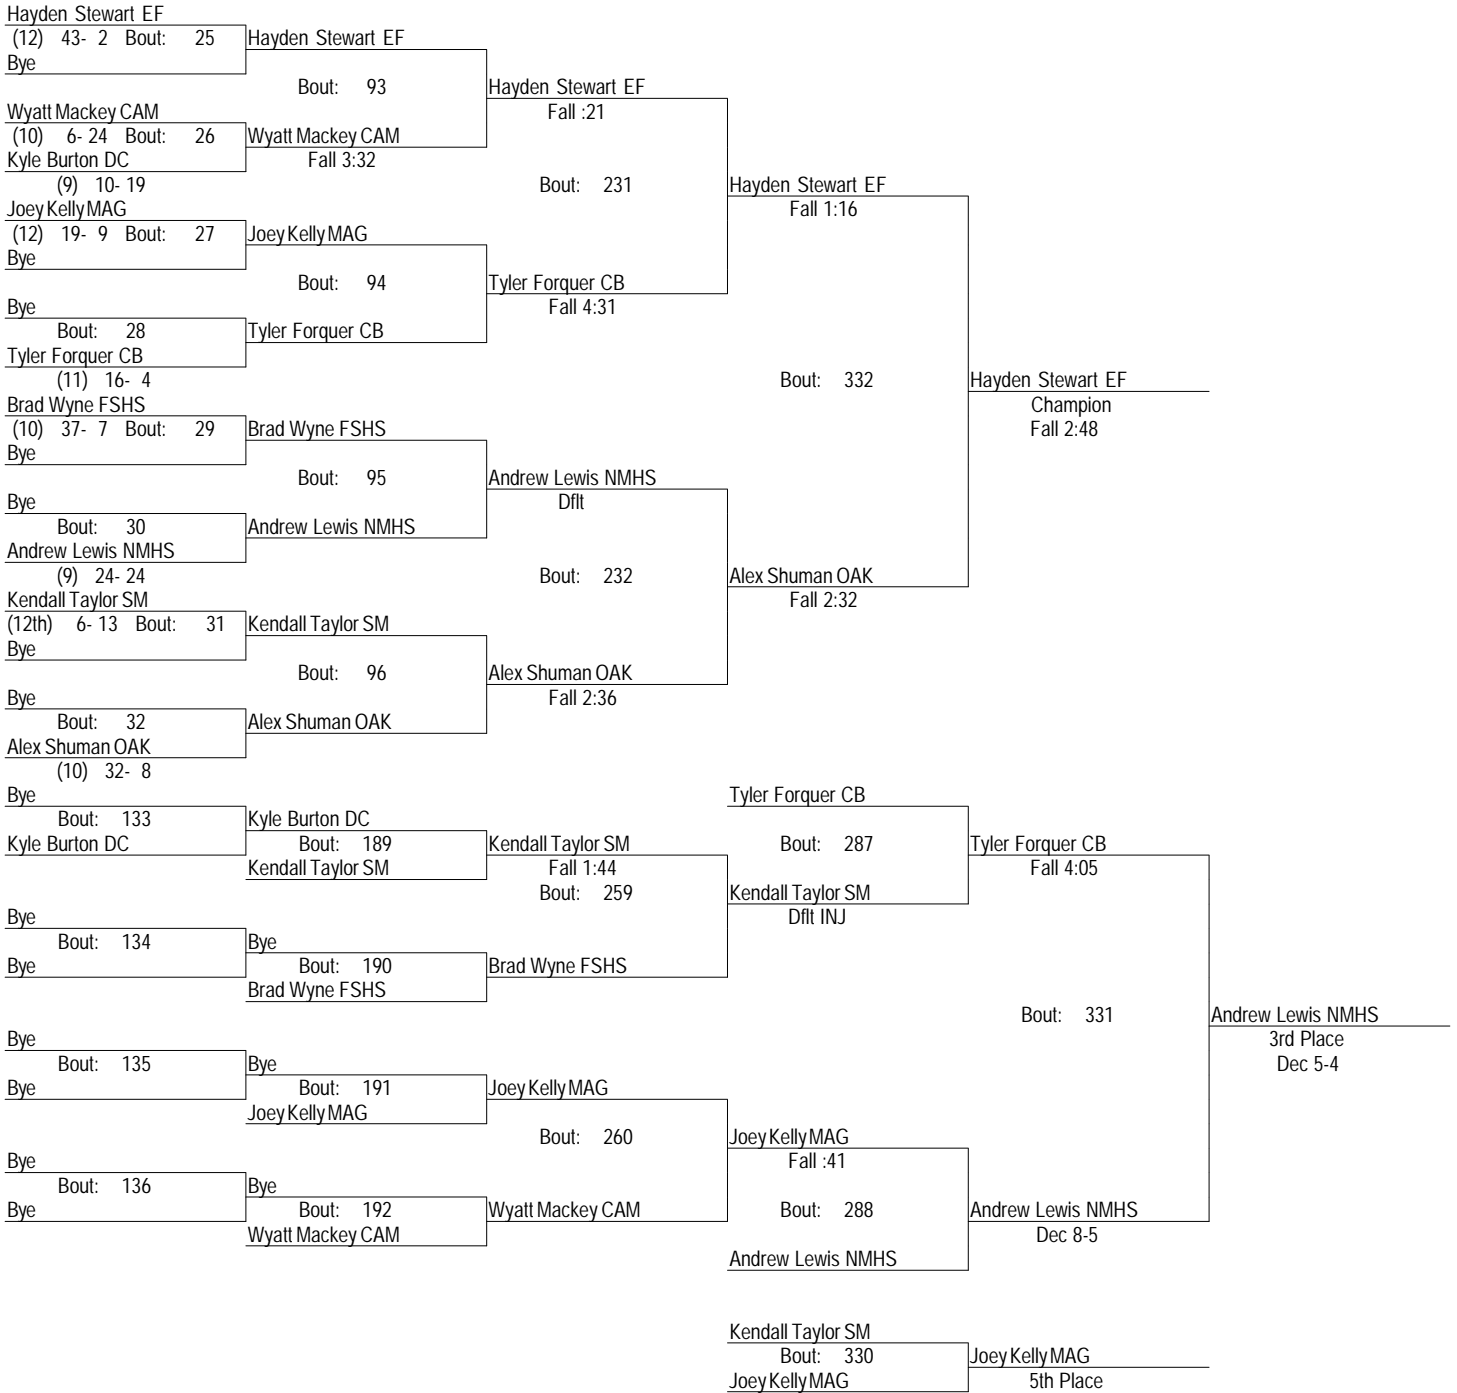 Hayden Stewart EF
(12) 43- 2 Bout: 25 Hayden Stewart EF
Bye
Bout: 93 Hayden Stewart EF
Wyatt Mackey CAM Fall :21
(10) 6- 24 Bout: 26 Wyatt Mackey CAM
Kyle Burton DC Fall 3:32
(9) 10- 19 Bout: 231 Hayden Stewart EF
Joey Kelly MAG Fall 1:16
(12) 19- 9 Bout: 27 Joey Kelly MAG
Bye
Bout: 94 Tyler Forquer CB
Bye Fall 4:31
Bout: 28 Tyler Forquer CB
Tyler Forquer CB
(11) 16- 4 Bout: 332 Hayden Stewart EF
Brad Wyne FSHS Champion
(10) 37- 7 Bout: 29 Brad Wyne FSHS Fall 2:48
Bye
Bout: 95 Andrew Lewis NMHS
Bye Dflt
Bout: 30 Andrew Lewis NMHS
Andrew Lewis NMHS
(9) 24- 24 Bout: 232 Alex Shuman OAK
Kendall Taylor SM Fall 2:32
(12th) 6- 13 Bout: 31 Kendall Taylor SM
Bye
Bout: 96 Alex Shuman OAK
Bye Fall 2:36
Bout: 32 Alex Shuman OAK
Alex Shuman OAK
(10) 32- 8
Bye Tyler Forquer CB
Bout: 133 Kyle Burton DC
Kyle Burton DC Bout: 189 Kendall Taylor SM Bout: 287 Tyler Forquer CB
Kendall Taylor SM Fall 1:44 Fall 4:05
Bout: 259 Kendall Taylor SM
Bye Dflt INJ
Bout: 134 Bye
Bye Bout: 190 Brad Wyne FSHS
Brad Wyne FSHS
Bout: 331 Andrew Lewis NMHS
Bye 3rd Place
Bout: 135 Bye Dec 5-4
Bye Bout: 191 Joey Kelly MAG
Joey Kelly MAG
Bout: 260 Joey Kelly MAG
Bye Fall :41
Bout: 136 Bye
Bye Bout: 192 Wyatt Mackey CAM Bout: 288 Andrew Lewis NMHS
Wyatt Mackey CAM Dec 8-5
Andrew Lewis NMHS
Kendall Taylor SM
Bout: 330 Joey Kelly MAG
Joey Kelly MAG 5th Place